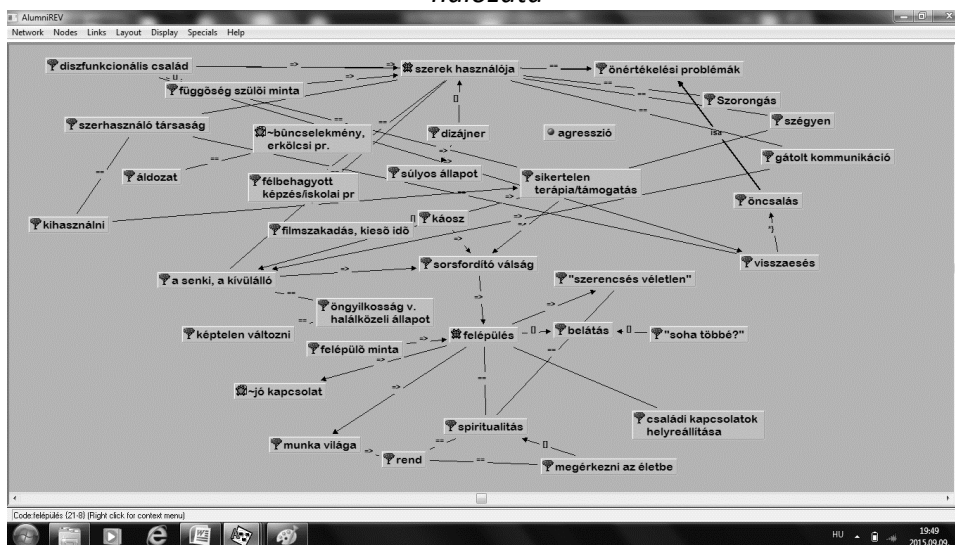 hálózata
AlumniREV
Network Nodes Links Layout Display Specials Help
diszfunkcionális család
szerek használója
önértékelési problémák
függőség szülői minta
Szorongás
szerhasználó társaság
~bűncselekmény,
erkölcsi pr.
dizájner
agresszió
szégyen
áldozat
súlyos állapot
gátolt kommunikáció
félbehagyott
képzés/iskolai pr
sikertelen
terápia/támogatás
kihasználni
káosz
öncsalás
filmszakadás, kieső idő
a senki, a kívülálló
sorsfordító válság
visszaesés
"szerencsés véletlen"
öngyilkosság v.
halálközeli állapot
képtelen változni
felépülés
belátás
"soha többé?"
felépülő minta
~jó kapcsolat
spiritualitás
családi kapcsolatok
helyreállítása
munka világa
rend
megérkezni az életbe
isa
Code:felépülés {21-8} (Right click for context menu)
HU
19:49
2015.09.09.